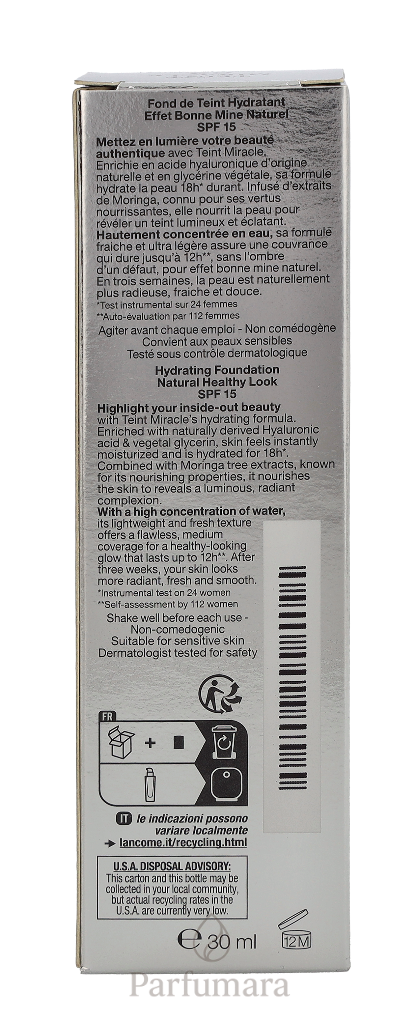 Fond de Teint Hydratant
Effet Bonne Mine Naturel
SPF 15
Mettez en lumière votre beauté
authentique avec Teint Miracle.
Enrichie en acide hyaluronique d'origine
naturelle et en glycérine végétale, sa formule
hydrate la peau 18h* durant. Infusé d'extraits
de Moringa, connu pour ses vertus
nourrissantes, elle nourrit la peau pour
révéler un teint lumineux et éclatant.
Hautement concentrée en eau, sa formule
fraiche et ultra légère assure une couvrance
qui dure jusqu'à 12h**, sans l'ombre
d'un défaut, pour effet bonne mine naturel.
En trois semaines, la peau est naturellement
plus radieuse, fraiche et douce.
*Test instrumental sur 24 femmes
**Auto-évaluation par 112 femmes
Agiter avant chaque emploi - Non comédogène
Convient aux peaux sensibles
Testé sous contrôle dermatologique
Hydrating Foundation
Natural Healthy Look
SPF 15
Highlight your inside-out beauty
with Teint Miracle's hydrating formula.
Enriched with naturally derived Hyaluronic
acid & vegetal glycerin, skin feels instantly
moisturized and is hydrated for 18h*.
Combined with Moringa tree extracts, known
for its nourishing properties, it nourishes
the skin to reveals a luminous, radiant
complexion.
With a high concentration of water,
its lightweight and fresh texture
offers a flawless, medium
coverage for a healthy-looking
glow that lasts up to 12h**. After
three weeks, your skin looks
more radiant, fresh and smooth.
*Instrumental test on 24 women
**Self-assessment by 112 women
Shake well before each use -
Non-comedogenic
Suitable for sensitive skin
Dermatologist tested for safety
FR
+
IT le indicazioni possono
variare localmente
→ lancome.it/recycling.html
U.S.A. DISPOSAL ADVISORY:
This carton and this bottle may be
collected in your local community,
but actual recycling rates in the
U.S.A. are currently very low.
℮ 30 ml
12M
Parfumara